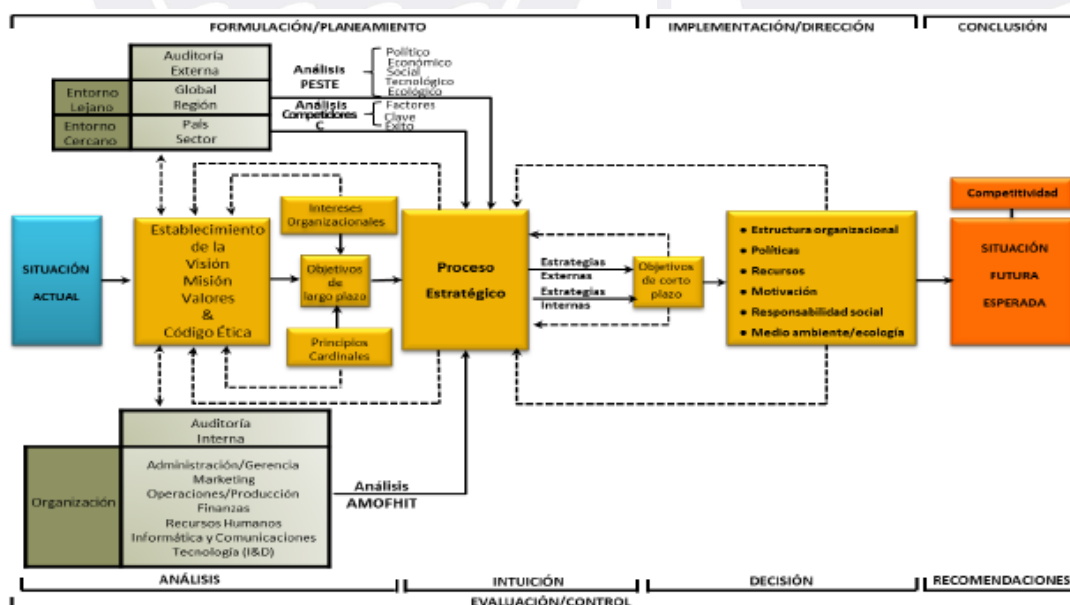 FORMULACIÓN/PLANEAMIENTO
IMPLEMENTACIÓN/DIRECCIÓN
CONCLUSIÓN
Auditoría
Externa
Entorno
Lejano
Global
Región
Entorno
Cercano
País
Sector
Análisis
PESTE
Político
Económico
Social
Tecnológico
Ecológico
Análisis
Competidores
C
Factores
Clave
Éxito
SITUACIÓN
ACTUAL
Establecimiento
de la
Visión
Misión
Valores
&
Código Ética
Intereses
Organizacionales
Objetivos
de
largo plazo
Principios
Cardinales
Proceso
Estratégico
Estrategias
Externas
Estrategias
Internas
Objetivos
de corto
plazo
• Estructura organizacional
• Políticas
• Recursos
• Motivación
• Responsabilidad social
• Medio ambiente/ecología
Competitividad
SITUACIÓN
FUTURA
ESPERADA
Auditoría
Interna
Organización
Administración/Gerencia
Marketing
Operaciones/Producción
Finanzas
Recursos Humanos
Informática y Comunicaciones
Tecnología (I&D)
Análisis
AMOFHIT
ANÁLISIS
INTUICIÓN
DECISIÓN
RECOMENDACIONES
EVALUACIÓN/CONTROL